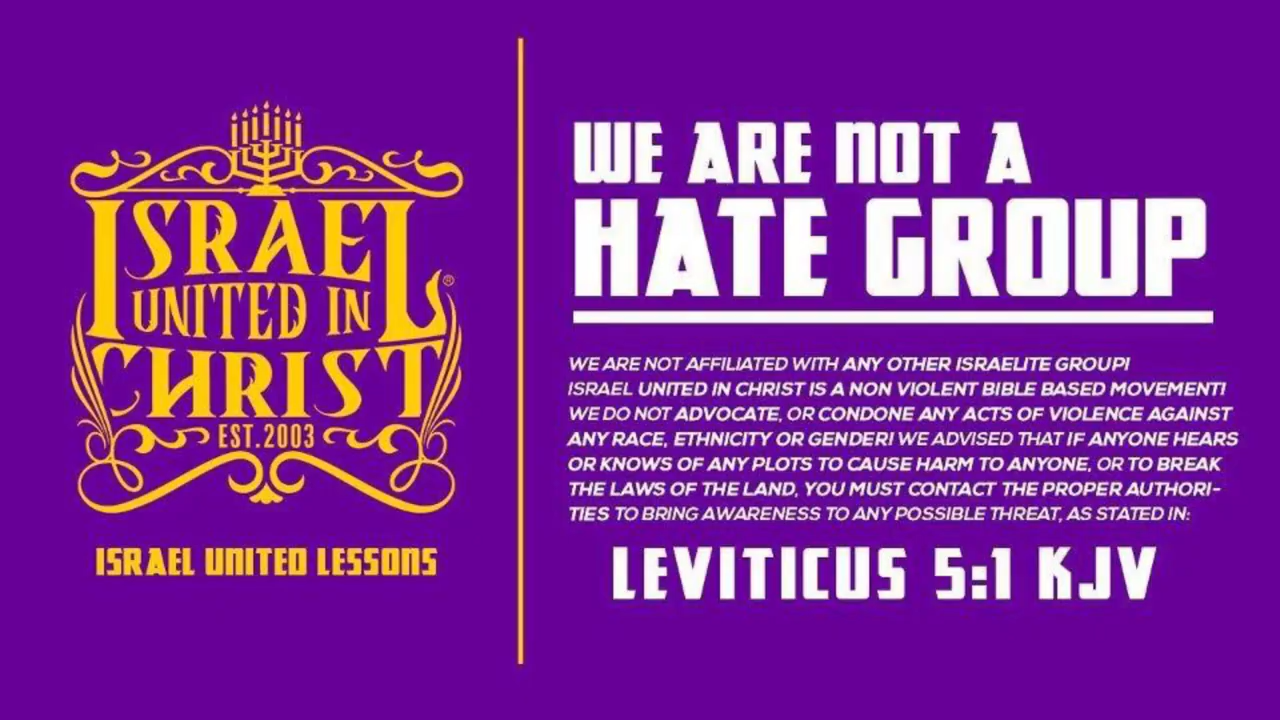 ISRAEL
UNITED IN
CHRIST
®
EST. 2003
ISRAEL UNITED LESSONS
WE ARE NOT A
HATE GROUP
WE ARE NOT AFFILIATED WITH ANY OTHER ISRAELITE GROUP!
ISRAEL UNITED IN CHRIST IS A NON VIOLENT BIBLE BASED MOVEMENT!
WE DO NOT ADVOCATE, OR CONDONE ANY ACTS OF VIOLENCE AGAINST
ANY RACE, ETHNICITY OR GENDER! WE ADVISED THAT IF ANYONE HEARS
OR KNOWS OF ANY PLOTS TO CAUSE HARM TO ANYONE, OR TO BREAK
THE LAWS OF THE LAND, YOU MUST CONTACT THE PROPER AUTHORI-
TIES TO BRING AWARENESS TO ANY POSSIBLE THREAT, AS STATED IN:
LEVITICUS 5:1 KJV